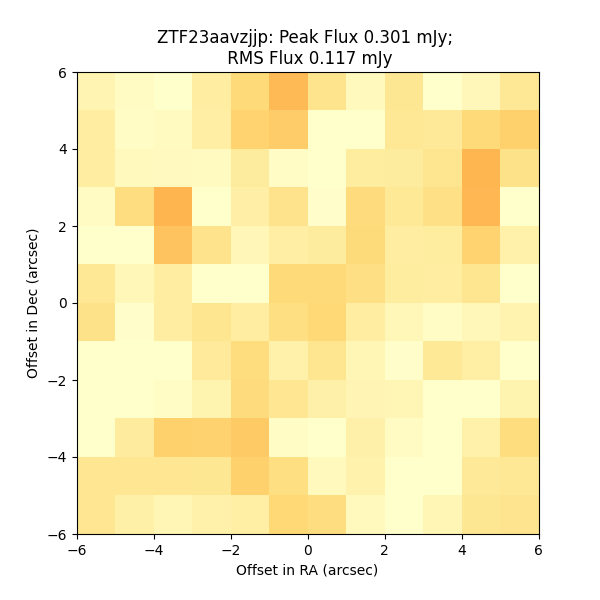 ZTF23aavzjjp: Peak Flux 0.301 mJy;
RMS Flux 0.117 mJy
6
4
2
0
−2
−4
−6
Offset in Dec (arcsec)
−6 −4 −2 0 2 4 6
Offset in RA (arcsec)